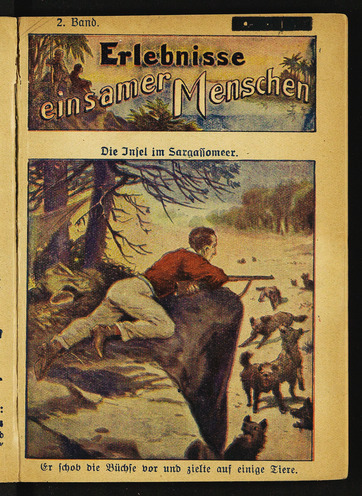 2. Band.
Erlebnisse
einsamer Menschen
Die Insel im Sargassomeer.
Er schob die Büchse vor und zielte auf einige Tiere.